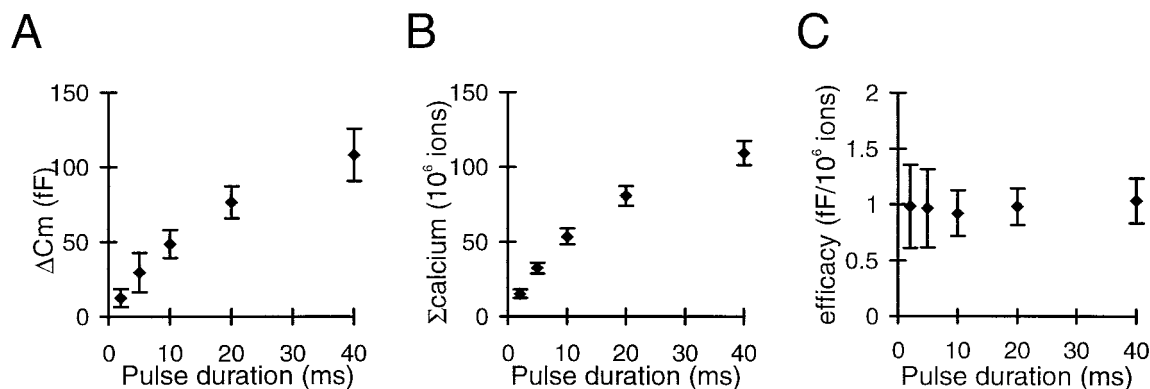 A
B
C
ΔCm (fF)
150
100
50
0
0 10 20 30 40
Pulse duration (ms)
Σcalcium (10⁶ ions)
150
100
50
0
0 10 20 30 40
Pulse duration (ms)
efficacy (fF/10⁶ ions)
2
1.5
1
0.5
0
0 10 20 30 40
Pulse duration (ms)